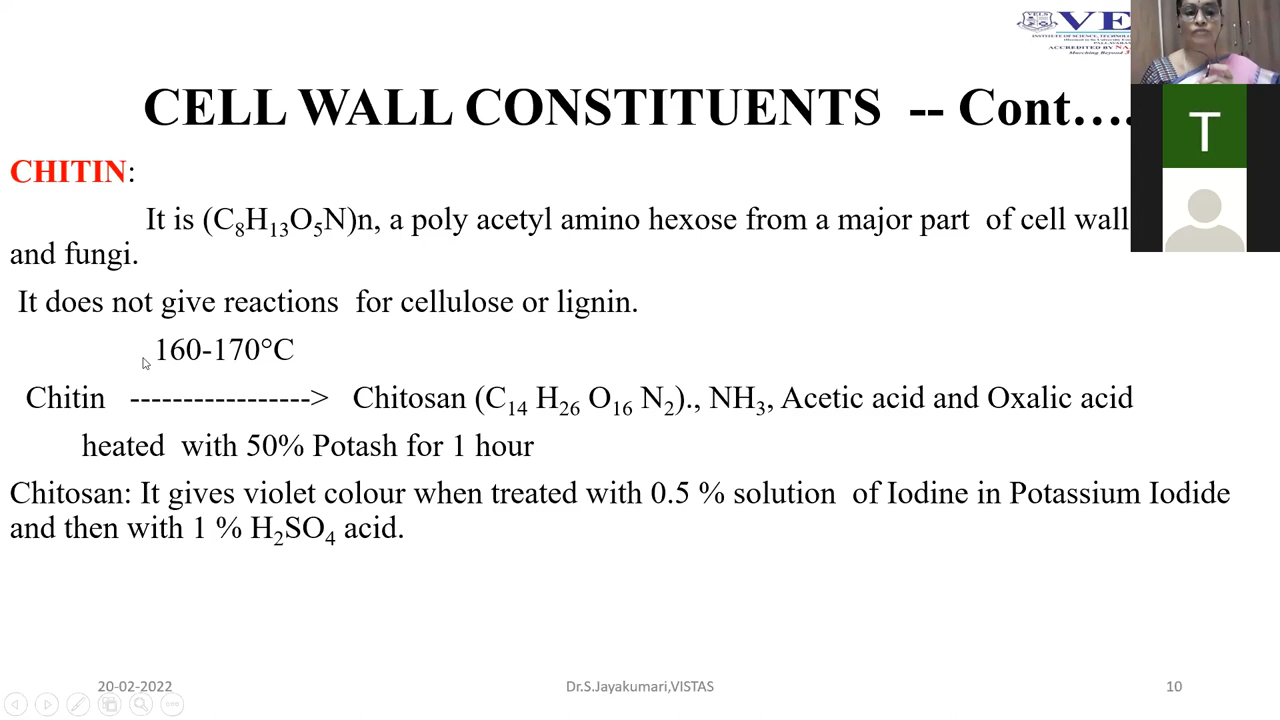 VE
CELL WALL CONSTITUENTS -- Cont….
T
CHITIN:
It is (C8H13O5N)n, a poly acetyl amino hexose from a major part of cell wall
and fungi.
It does not give reactions for cellulose or lignin.
160-170°C
Chitin -----------------> Chitosan (C14 H26 O16 N2)., NH3, Acetic acid and Oxalic acid
heated with 50% Potash for 1 hour
Chitosan: It gives violet colour when treated with 0.5 % solution of Iodine in Potassium Iodide
and then with 1 % H2SO4 acid.
20-02-2022
Dr.S.Jayakumari,VISTAS
10